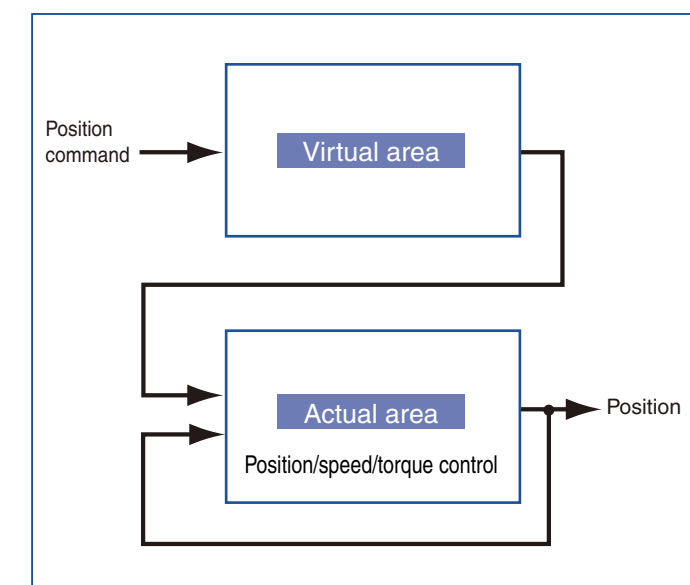 Position
command
Virtual area
Actual area
Position
Position/speed/torque control